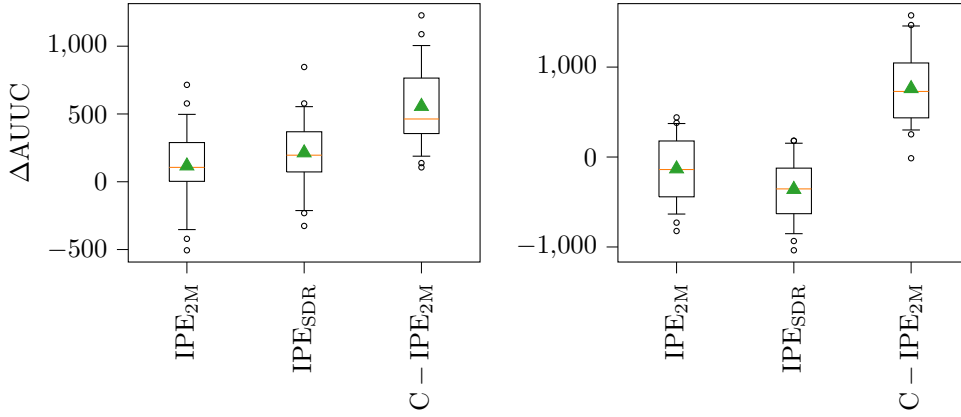 ΔAUUC
1,000
500
0
−500
IPE2M
IPESDR
C − IPE2M
1,000
0
−1,000
IPE2M
IPESDR
C − IPE2M